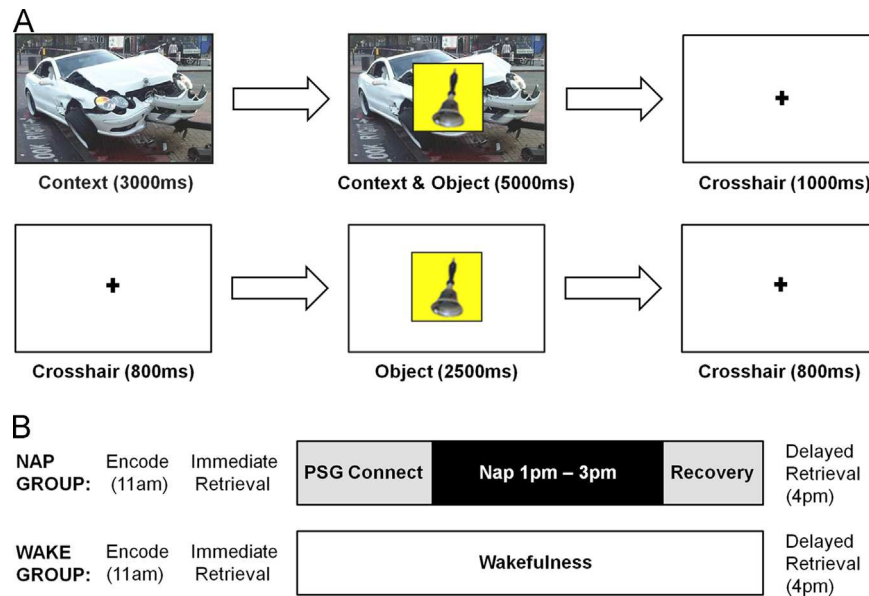 A
Context (3000ms)
Context & Object (5000ms)
Crosshair (1000ms)
Crosshair (800ms)
Object (2500ms)
Crosshair (800ms)
B
NAP GROUP:
Encode (11am)
Immediate Retrieval
PSG Connect
Nap 1pm – 3pm
Recovery
Delayed Retrieval (4pm)
WAKE GROUP:
Encode (11am)
Immediate Retrieval
Wakefulness
Delayed Retrieval (4pm)